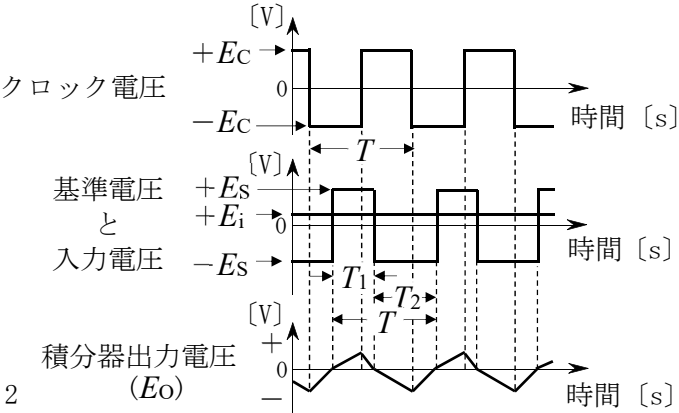 〔V〕
+EC
クロック電圧
0
−EC
時間〔s〕
T
〔V〕
基準電圧
と
入力電圧
+ES
+Ei
0
−ES
時間〔s〕
T1
T2
T
〔V〕
+
積分器出力電圧
(EO)
0
−
時間〔s〕
2